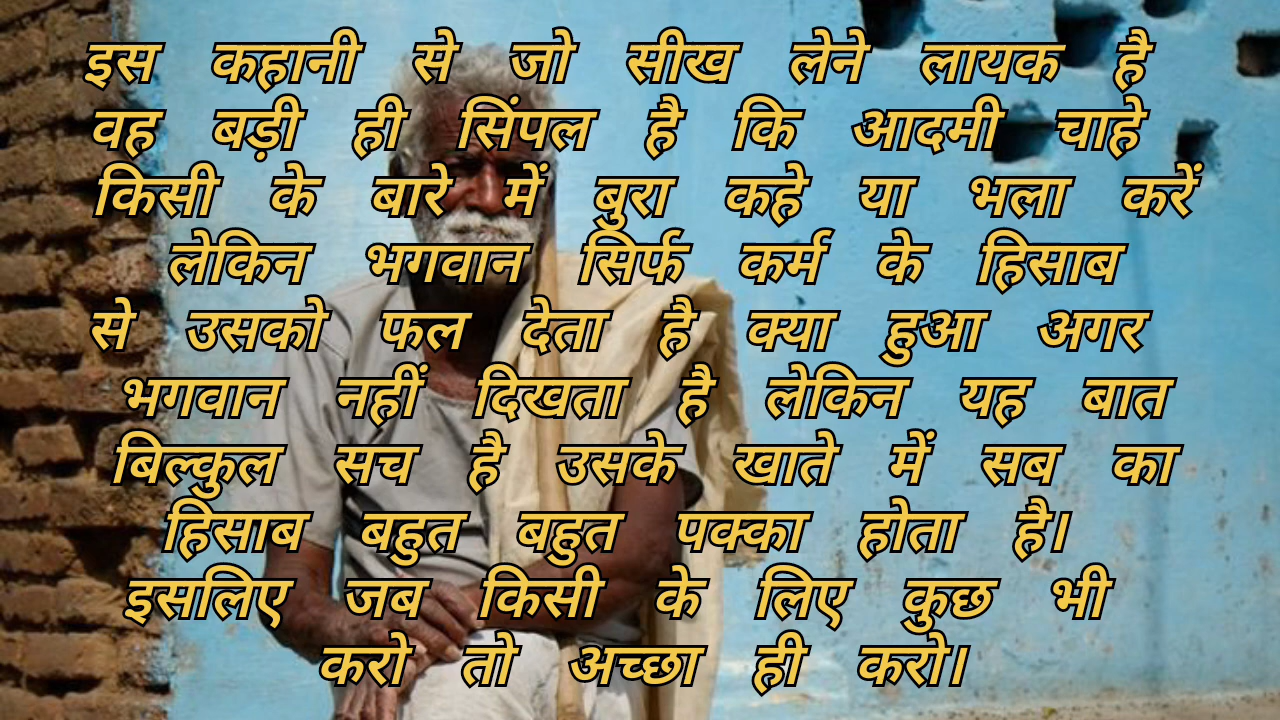 इस कहानी से जो सीख लेने लायक है
वह बड़ी ही सिंपल है कि आदमी चाहे
किसी के बारे में बुरा कहे या भला करें
लेकिन भगवान सिर्फ कर्म के हिसाब
से उसको फल देता है क्या हुआ अगर
भगवान नहीं दिखता है लेकिन यह बात
बिल्कुल सच है उसके खाते में सब का
हिसाब बहुत बहुत पक्का होता है।
इसलिए जब किसी के लिए कुछ भी
करो तो अच्छा ही करो।